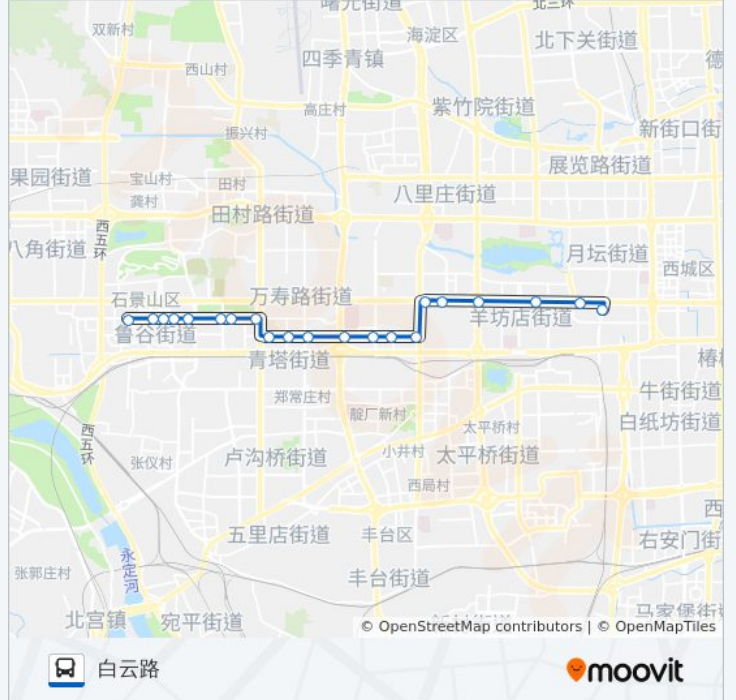 曙光街道
北三环
双新村
海淀区
北下关街道
四季青镇
德
西山村
高庄村
紫竹院街道
新街口街
振兴村
展览路街道
果园街道
宝山村
田村
八里庄街道
龚村
田村路街道
西五环
八角街道
月坛街道
西城区
石景山区
万寿路街道
羊坊店街道
鲁谷街道
青塔街道
椿
郑常庄村
牛街街道
靛厂新村
白纸坊街道
西五环
太平桥村
小井村
太平桥街道
张仪村
卢沟桥街道
西局村
西
五里店街道
丰台区
右安门街
永定河
张郭庄村
丰台街道
北宫镇
宛平街道
马家堡街
© OpenStreetMap contributors | © OpenMapTiles
白云路
moovit